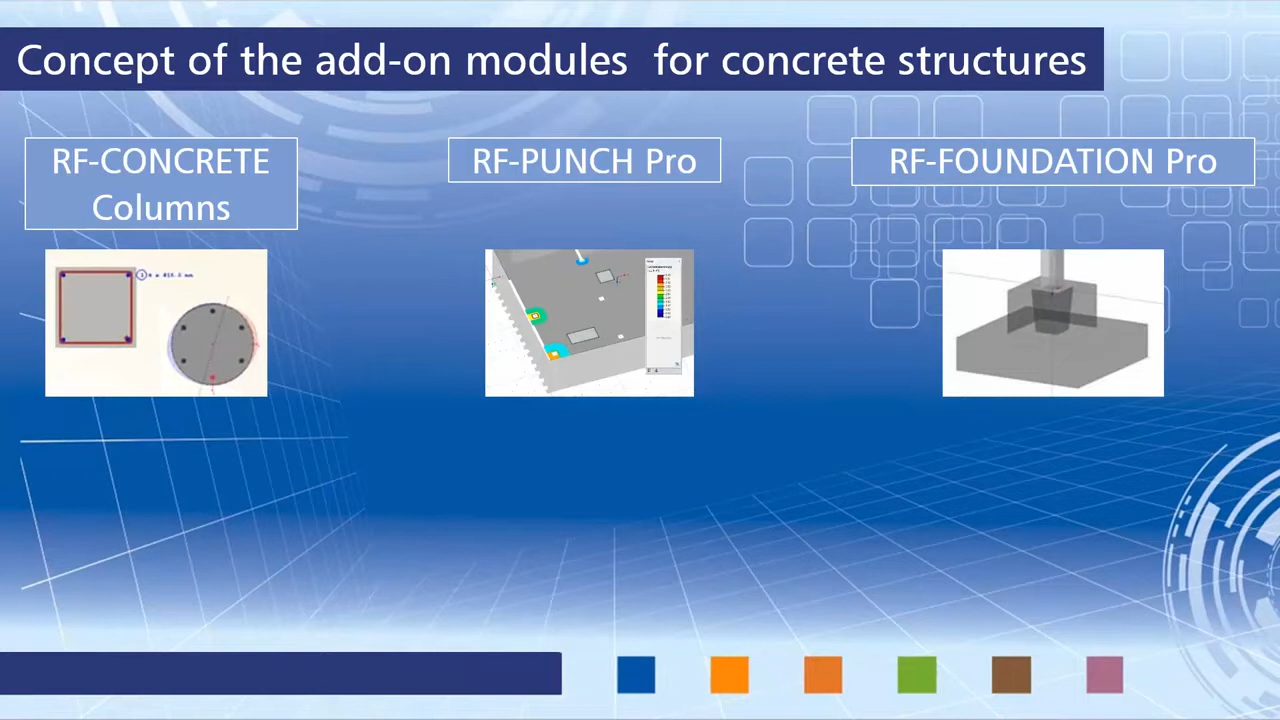 Concept of the add-on modules  for concrete structures
RF-CONCRETE
Columns
RF-PUNCH Pro
RF-FOUNDATION Pro